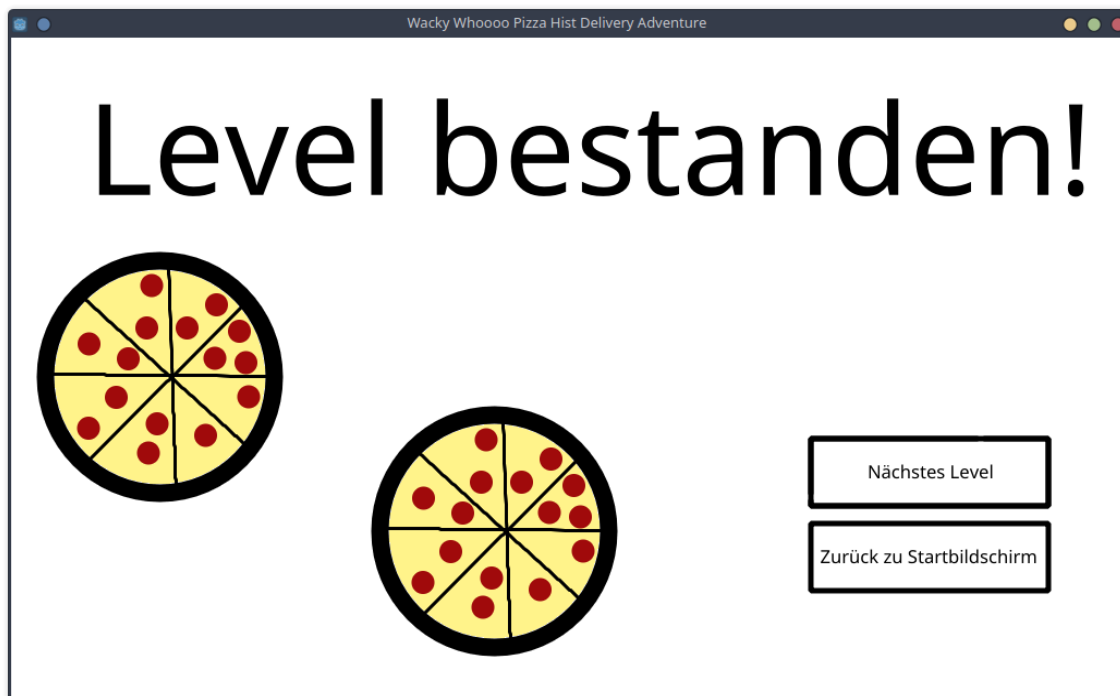 Wacky Whoooo Pizza Hist Delivery Adventure
Level bestanden!
Nächstes Level
Zurück zu Startbildschirm